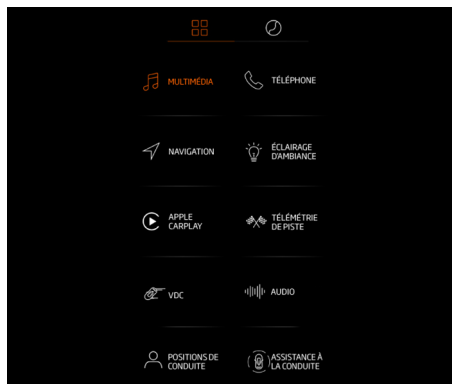 MULTIMÉDIA
TÉLÉPHONE
NAVIGATION
ÉCLAIRAGE
D'AMBIANCE
APPLE
CARPLAY
TÉLÉMÉTRIE
DE PISTE
VDC
AUDIO
POSITIONS DE
CONDUITE
ASSISTANCE À
LA CONDUITE